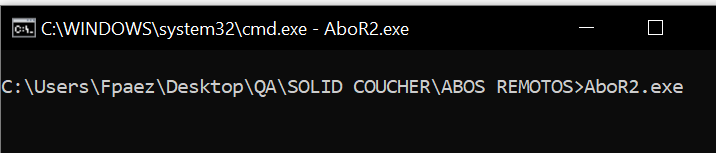 C:\WINDOWS\system32\cmd.exe - AboR2.exe
C:\Users\Fpaez\Desktop\QA\SOLID COUCHER\ABOS REMOTOS>AboR2.exe